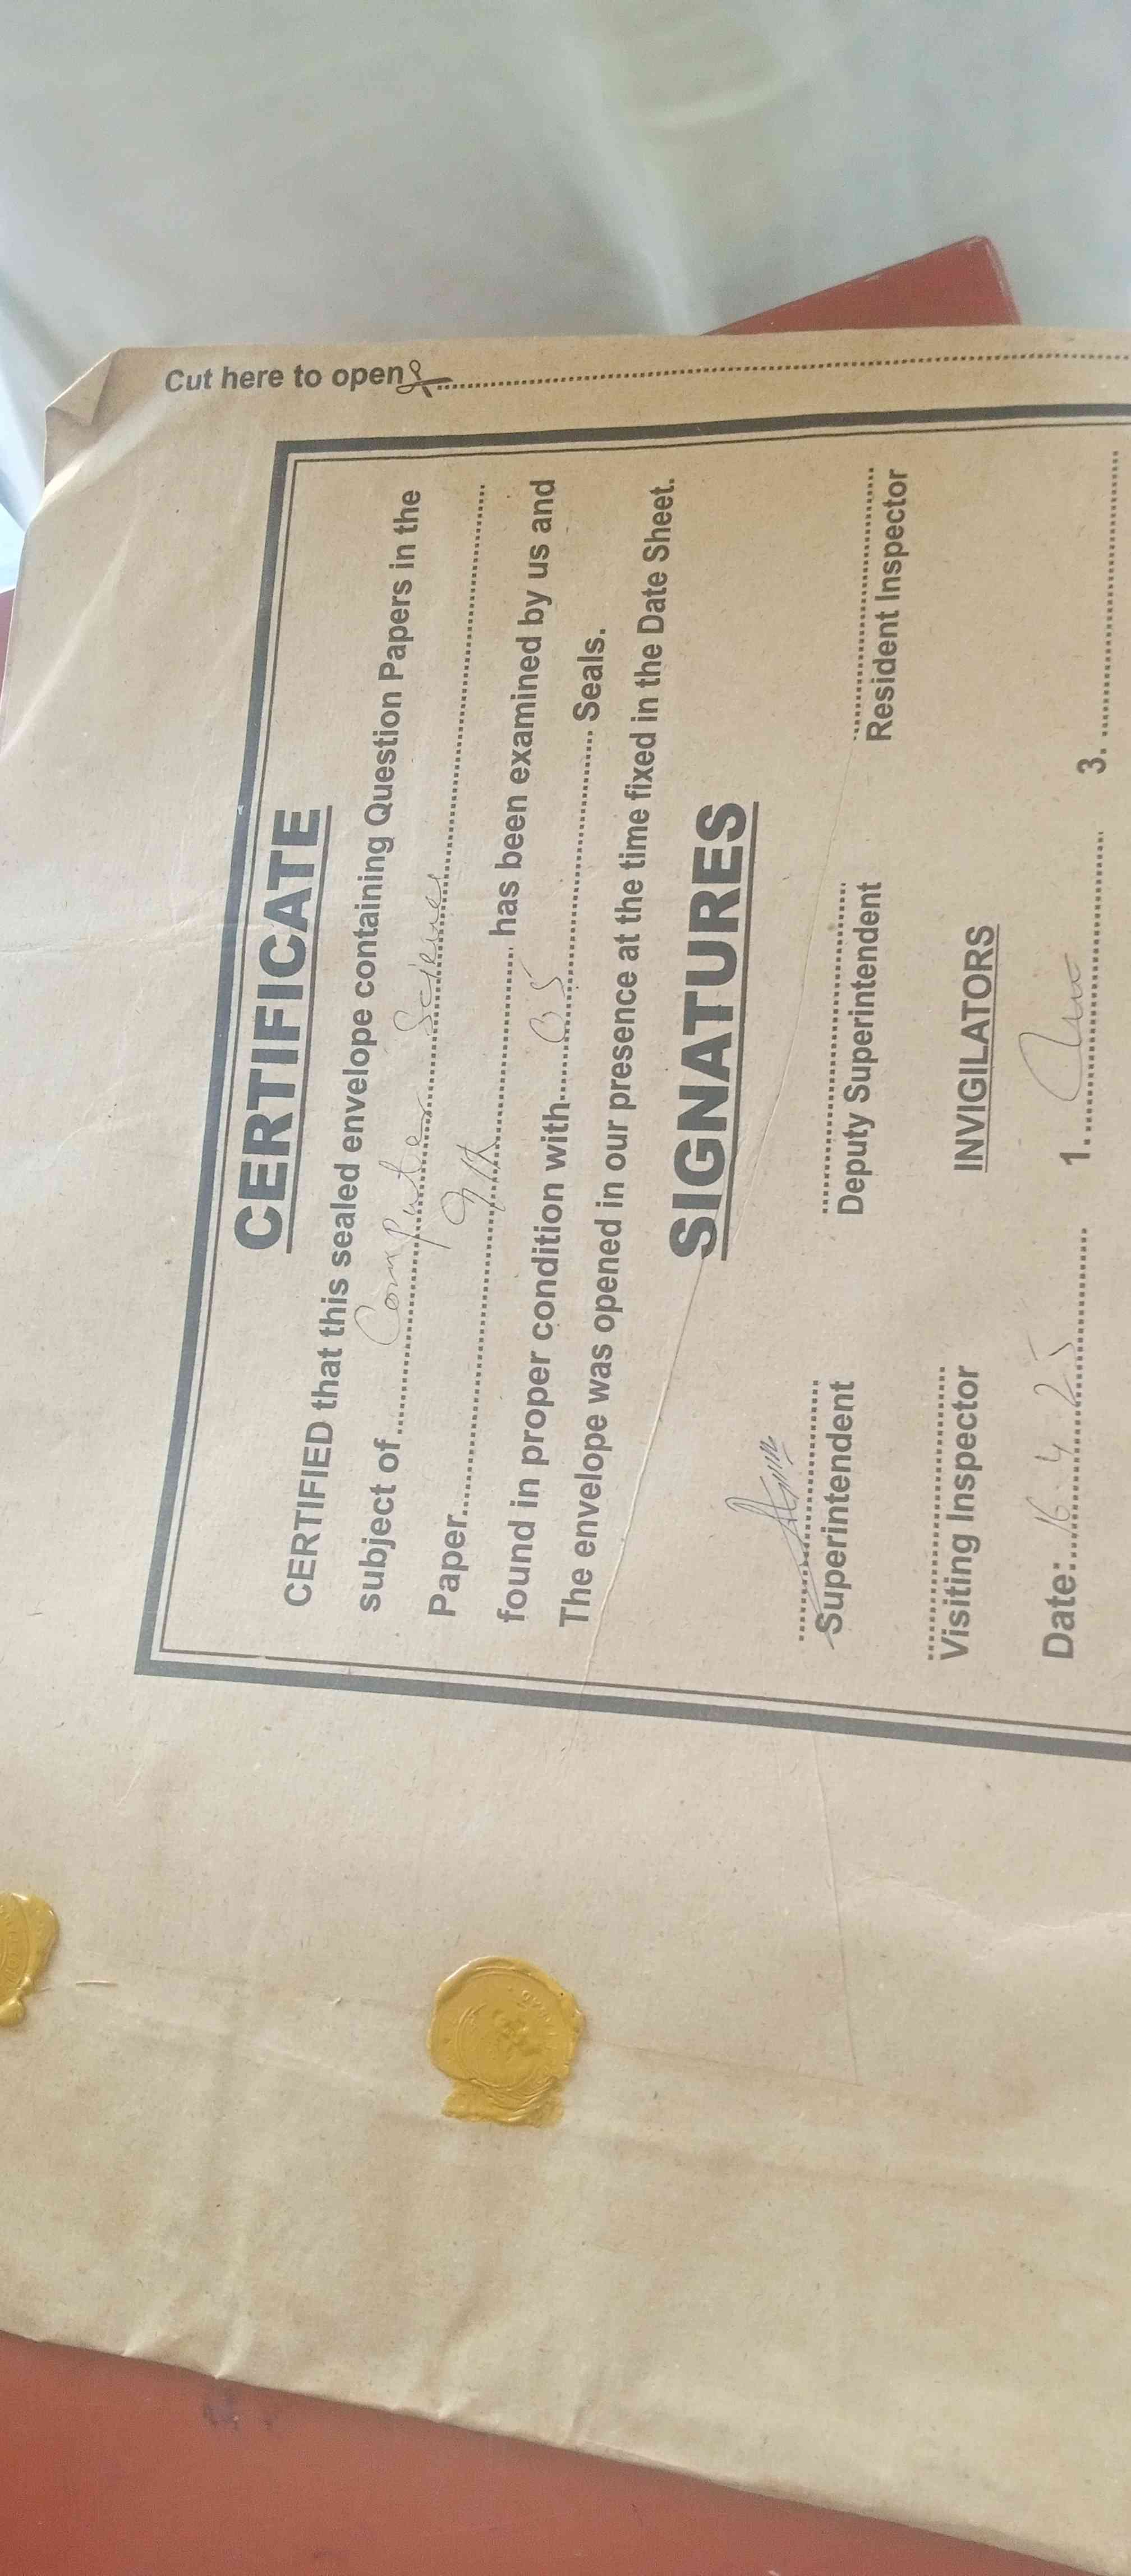 Cut here to open
CERTIFICATE
CERTIFIED that this sealed envelope containing Question Papers in the
subject of Computer Science
Paper 9th has been examined by us and
found in proper condition with 05 Seals.
The envelope was opened in our presence at the time fixed in the Date Sheet.
SIGNATURES
Superintendent Deputy Superintendent Resident Inspector
Visiting Inspector INVIGILATORS
Date: 16.4.25 1. 3.